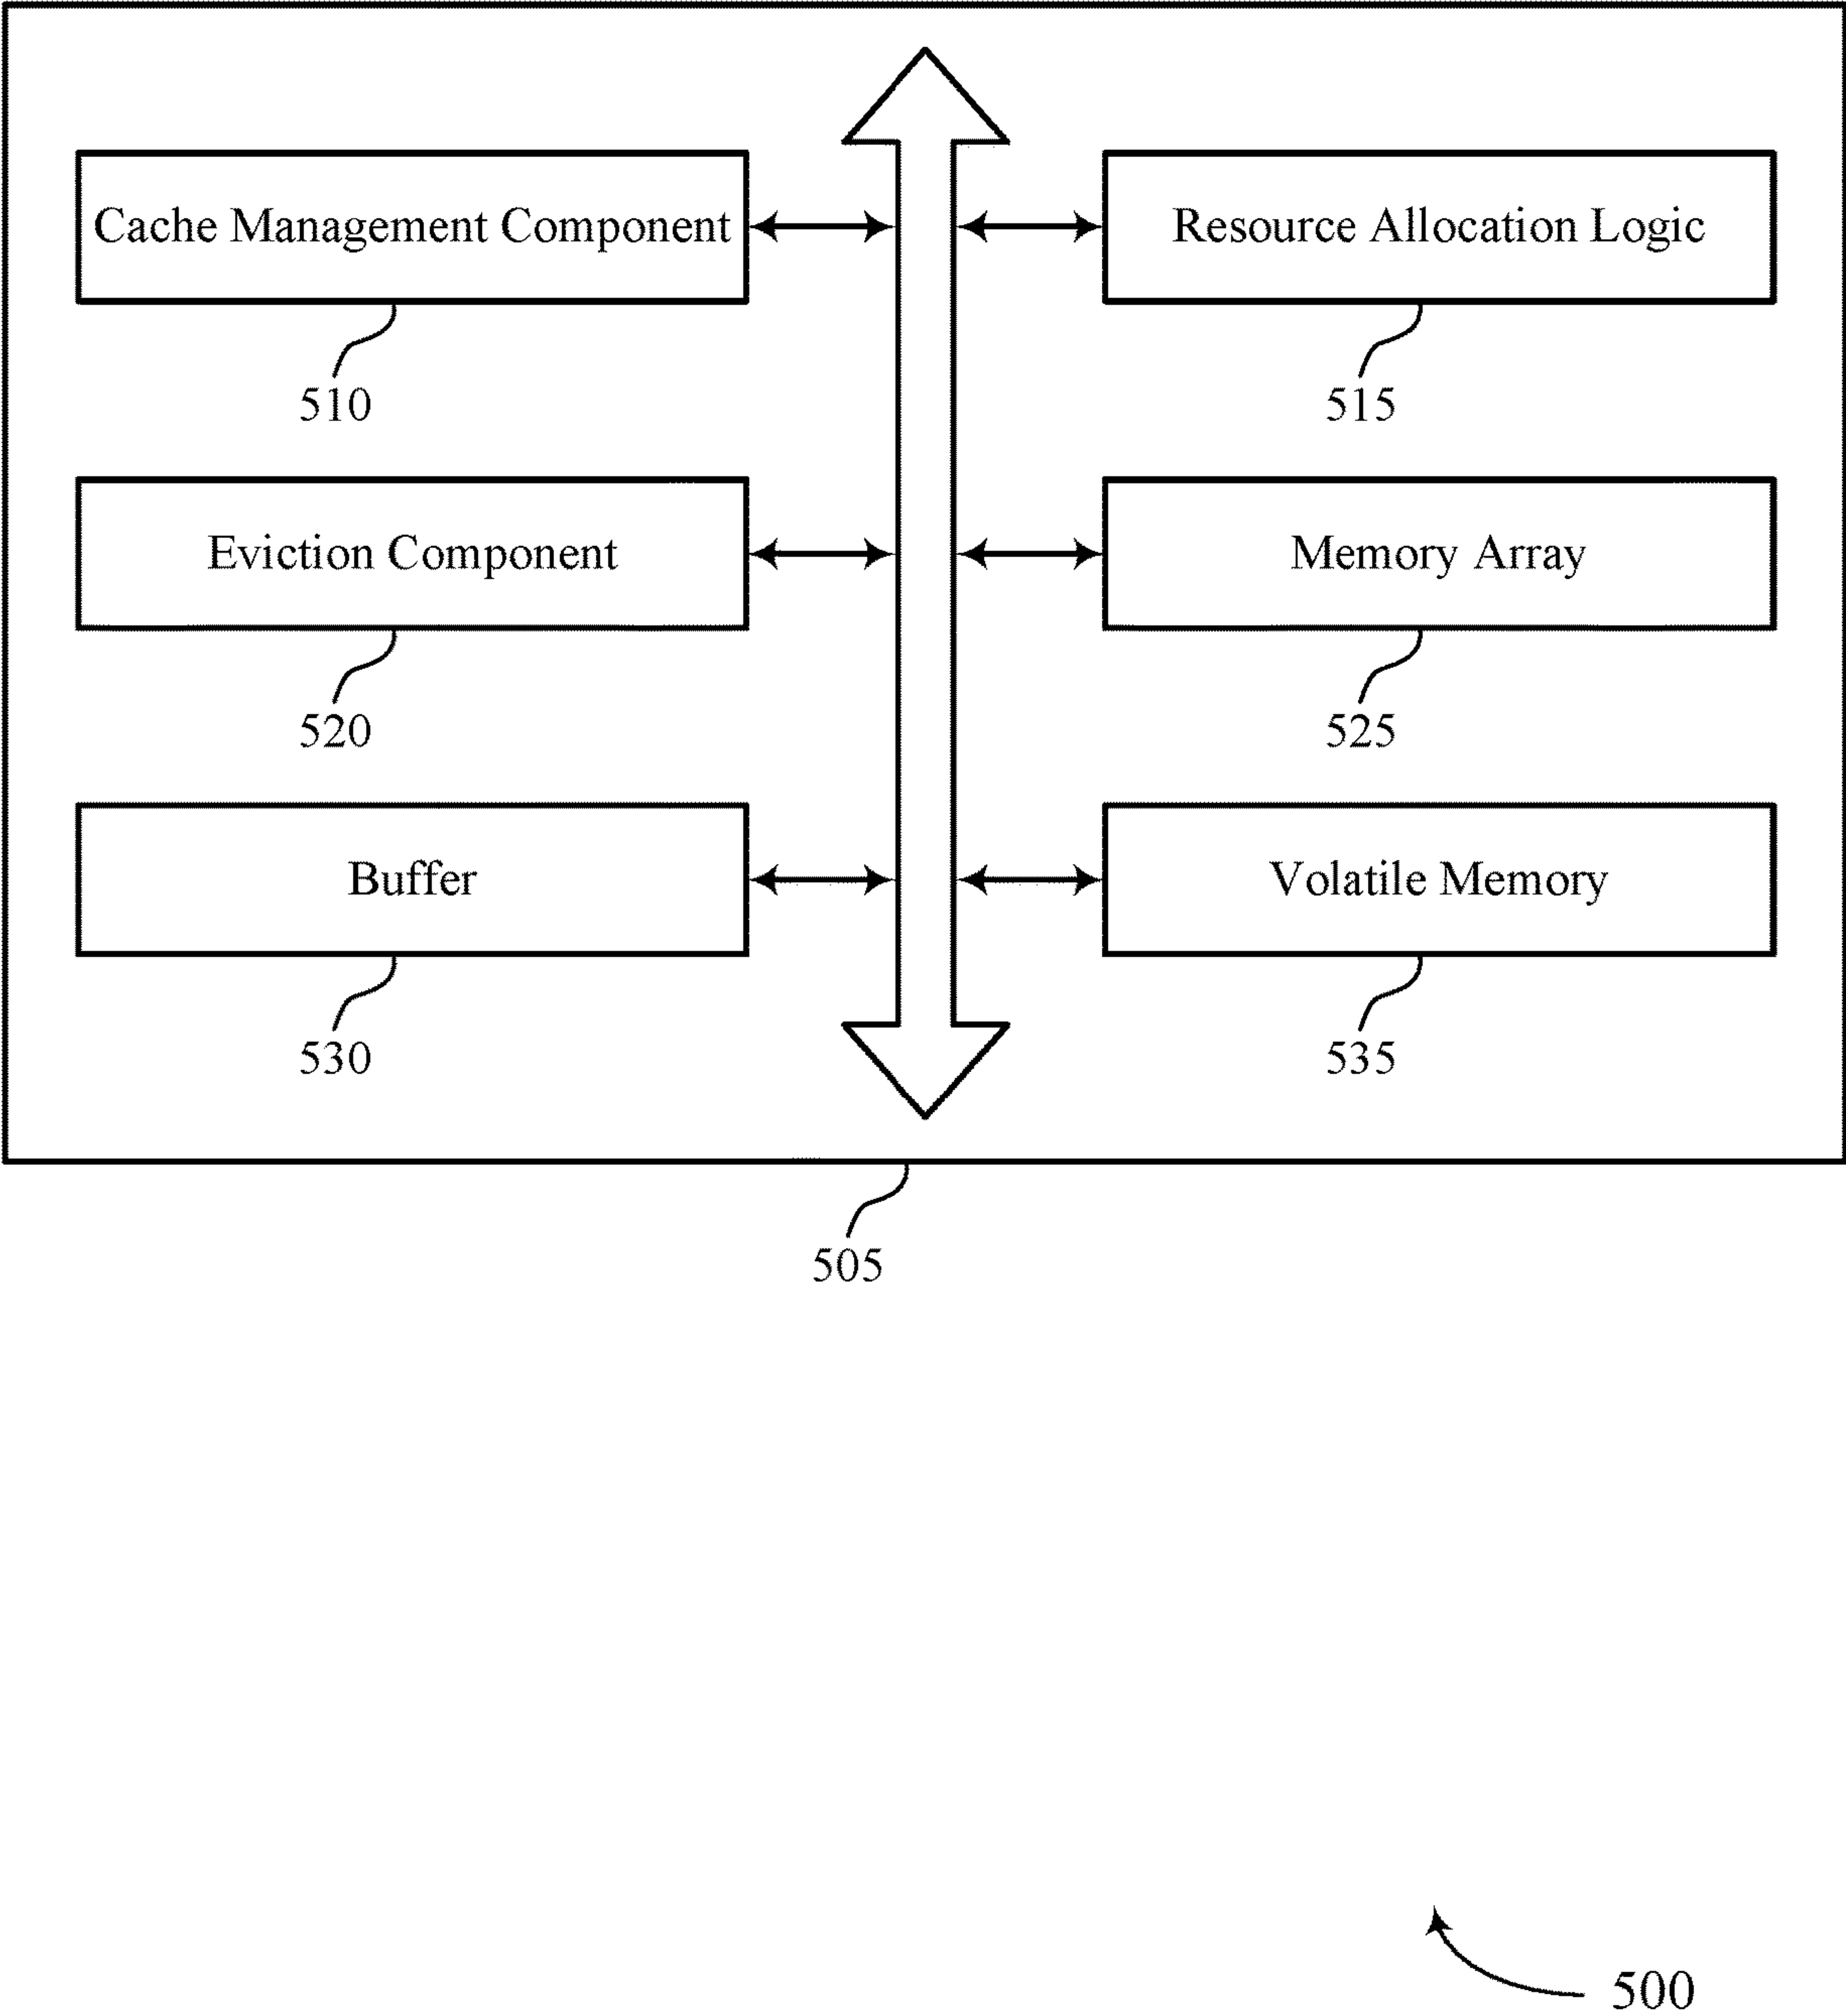 Cache Management Component
Resource Allocation Logic
510
515
Eviction Component
Memory Array
520
525
Buffer
Volatile Memory
530
535
505
500